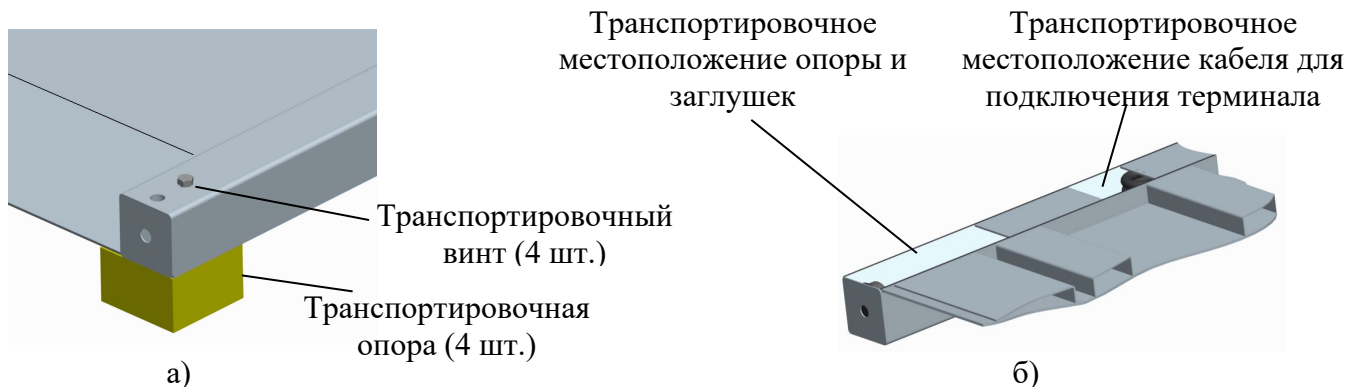 Транспортировочное
местоположение опоры и
заглушек
Транспортировочное
местоположение кабеля для
подключения терминала
Транспортировочный
винт (4 шт.)
Транспортировочная
опора (4 шт.)
а)
б)